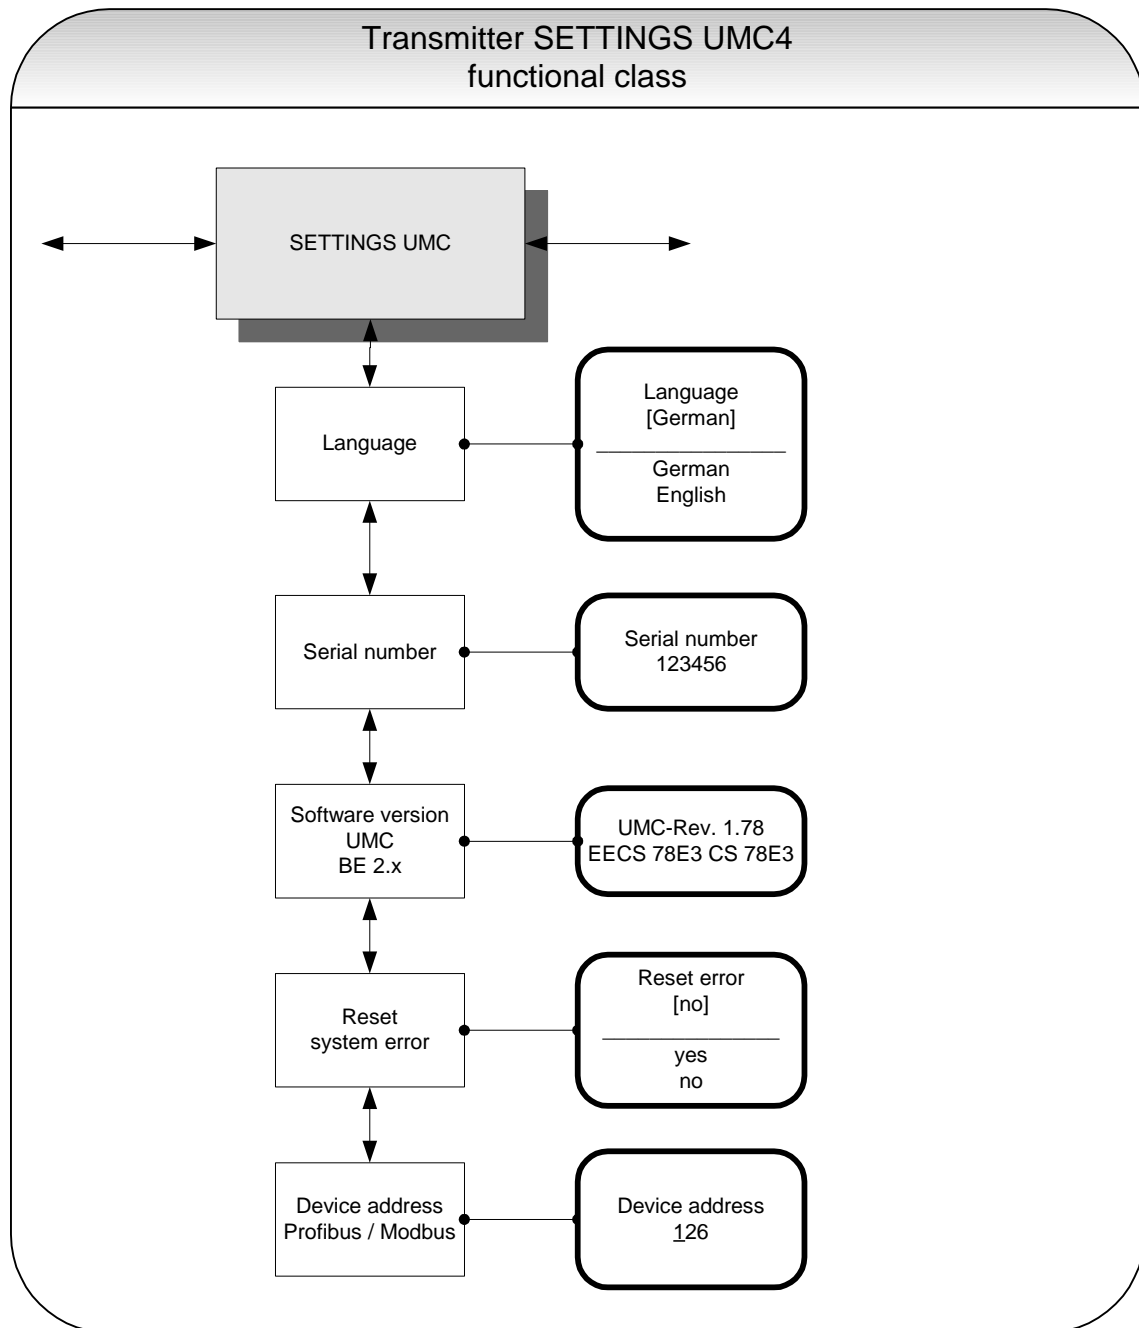 Transmitter SETTINGS UMC4
functional class
SETTINGS UMC
Language
Language
[German]
German
English
Serial number
Serial number
123456
Software version
UMC
BE 2.x
UMC-Rev. 1.78
EECS 78E3 CS 78E3
Reset
system error
Reset error
[no]
yes
no
Device address
Profibus / Modbus
Device address
126